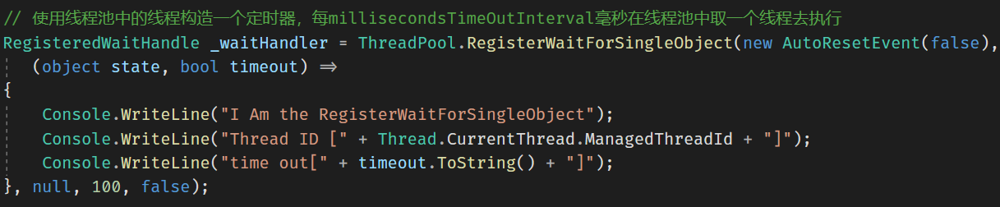 // 使用线程池中的线程构造一个定时器，每millisecondsTimeOutInterval毫秒在线程池中取一个线程去执行
RegisteredWaitHandle _waitHandler = ThreadPool.RegisterWaitForSingleObject(new AutoResetEvent(false),
(object state, bool timeout) =>
{
Console.WriteLine("I Am the RegisterWaitForSingleObject");
Console.WriteLine("Thread ID [" + Thread.CurrentThread.ManagedThreadId + "]");
Console.WriteLine("time out[" + timeout.ToString() + "]");
}, null, 100, false);